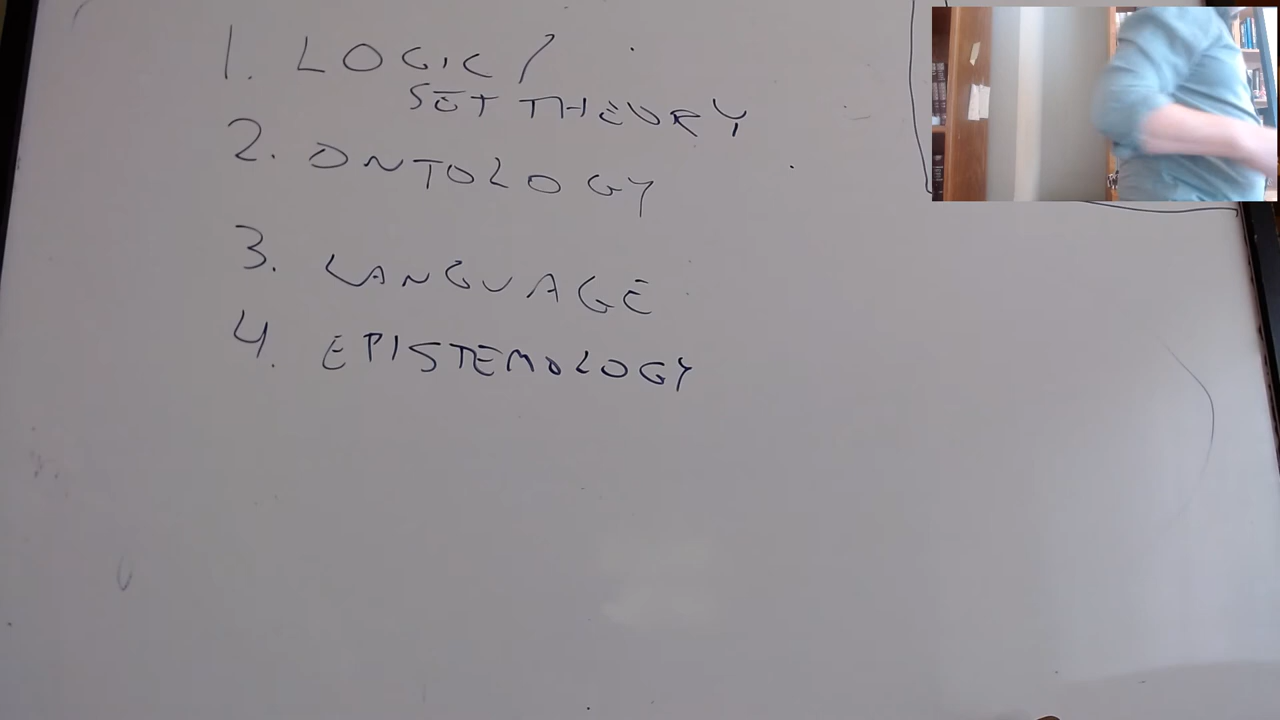 1. LOGIC /
SET THEORY
2. ONTOLOGY
3. LANGUAGE
4. EPISTEMOLOGY